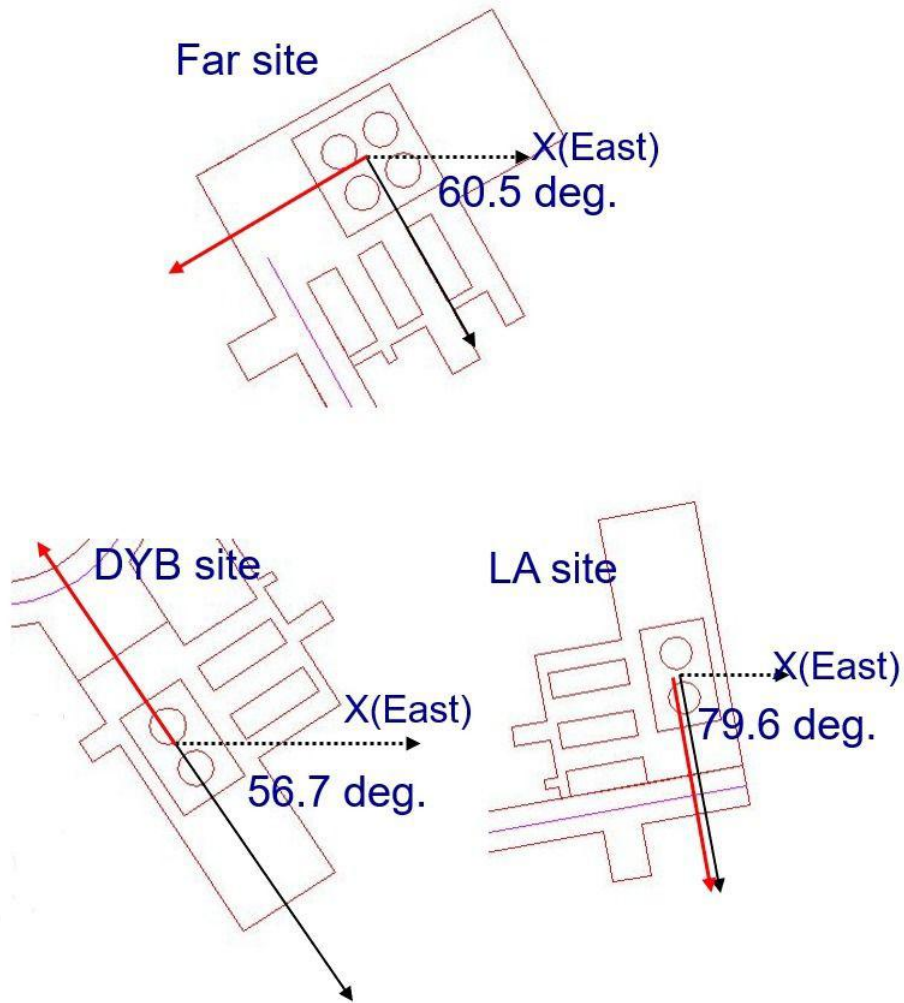 Far site
X(East)
60.5 deg.
DYB site
X(East)
56.7 deg.
LA site
X(East)
79.6 deg.